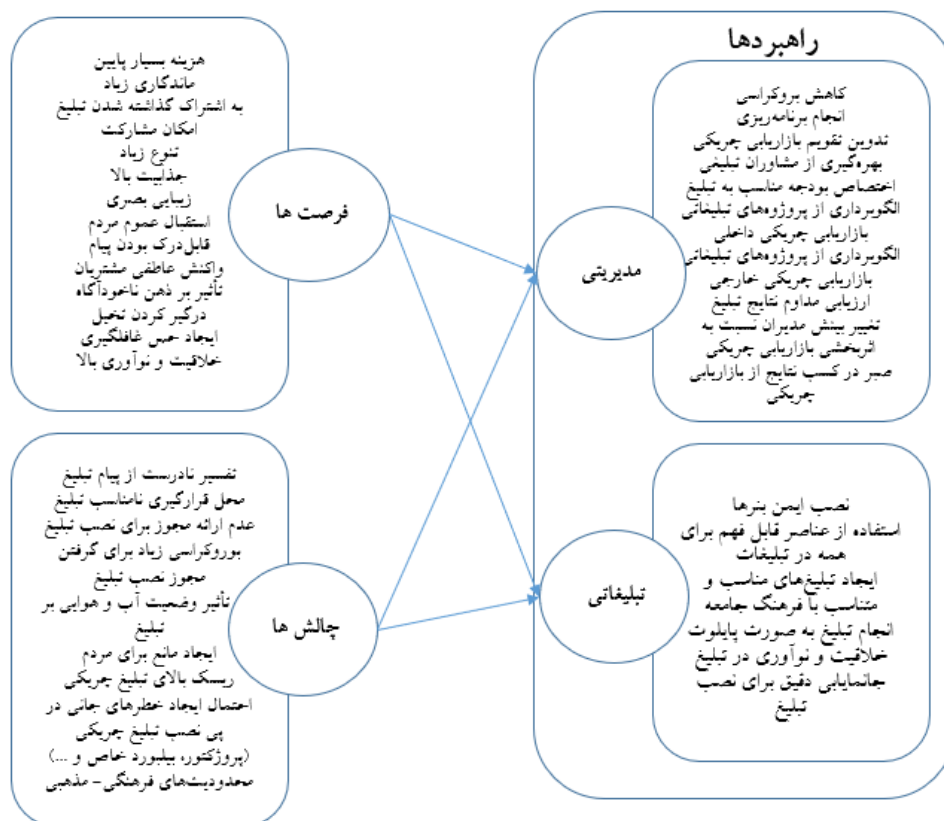 راهبردها
هزینه بسیار پایین
ماندگاری زیاد
به اشتراک گذاشته شدن تبلیغ
امکان مشارکت
تنوع زیاد
جذابیت بالا
زیبایی بصری
استقبال عموم مردم
قابل‌درک بودن پیام
واکنش عاطفی مشتریان
تأثیر بر ذهن ناخودآگاه
درگیر کردن تخیل
ایجاد حس غافلگیری
خلاقیت و نوآوری بالا
فرصت ها
کاهش بروکراسی
انجام برنامه‌ریزی
تدوین تقویم بازاریابی چریکی
بهره‌گیری از مشاوران تبلیغی
اختصاص بودجه مناسب به تبلیغ
الگوبرداری از پروژوه‌های تبلیغاتی
بازاریابی چریکی داخلی
الگوبرداری از پروژوه‌های تبلیغاتی
بازاریابی چریکی خارجی
ارزیابی مداوم نتایج تبلیغ
تغییر بینش مدیران نسبت به
اثربخشی بازاریابی چریکی
صبر در کسب نتایج از بازاریابی
چریکی
مدیریتی
تفسیر نادرست از پیام تبلیغ
محل قرارگیری نامناسب تبلیغ
عدم ارائه مجوز برای نصب تبلیغ
بوروکراسی زیاد برای گرفتن
مجوز نصب تبلیغ
تأثیر وضعیت آب و هوایی بر
تبلیغ
ایجاد مانع برای مردم
ریسک بالای تبلیغ چریکی
احتمال ایجاد خطرهای جانی در
پی نصب تبلیغ چریکی
(پروژکتور، بیلبورد خاص و ...)
محدودیت‌های فرهنگی- مذهبی
چالش ها
نصب ایمن بنرها
استفاده از عناصر قابل فهم برای
همه در تبلیغات
ایجاد تبلیغ‌های مناسب و
متناسب با فرهنگ جامعه
انجام تبلیغ به صورت پایلوت
خلاقیت و نوآوری در تبلیغ
جانمایابی دقیق برای نصب
تبلیغ
تبلیغاتی